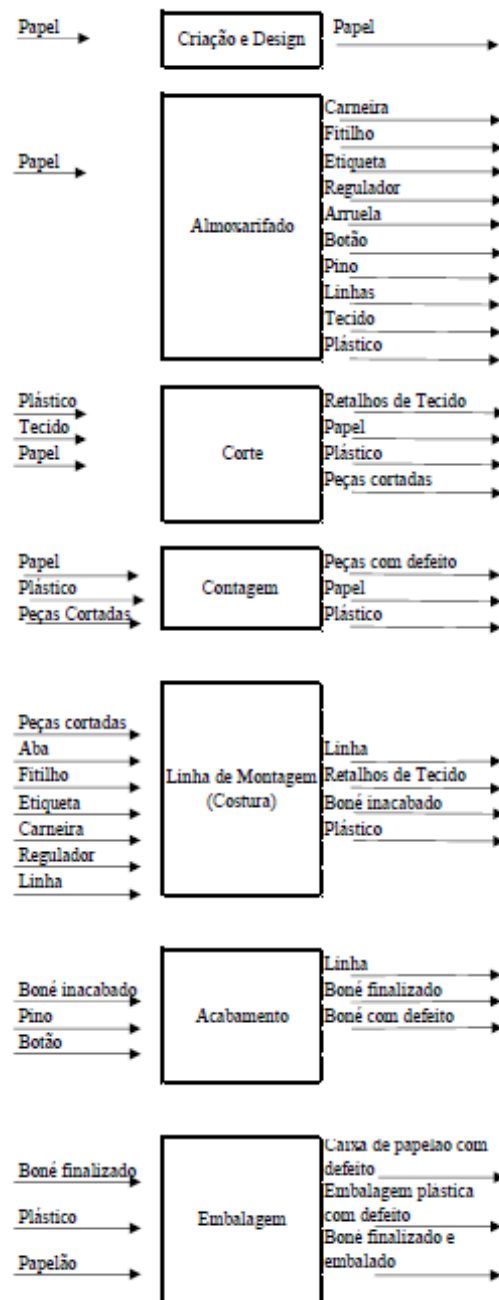 Papel
Criação e Design
Papel
Papel
Almoxarifado
Carneira
Fitilho
Etiqueta
Regulador
Arruela
Botão
Pino
Linhas
Tecido
Plástico
Plástico
Tecido
Papel
Corte
Retalhos de Tecido
Papel
Plástico
Peças cortadas
Papel
Plástico
Peças Cortadas
Contagem
Peças com defeito
Papel
Plástico
Peças cortadas
Aba
Fitilho
Etiqueta
Carneira
Regulador
Linha
Linha de Montagem
(Costura)
Linha
Retalhos de Tecido
Boné inacabado
Plástico
Boné inacabado
Pino
Botão
Acabamento
Linha
Boné finalizado
Boné com defeito
Boné finalizado
Plástico
Papelão
Embalagem
Caixa de papelão com
defeito
Embalagem plástica
com defeito
Boné finalizado e
embalado